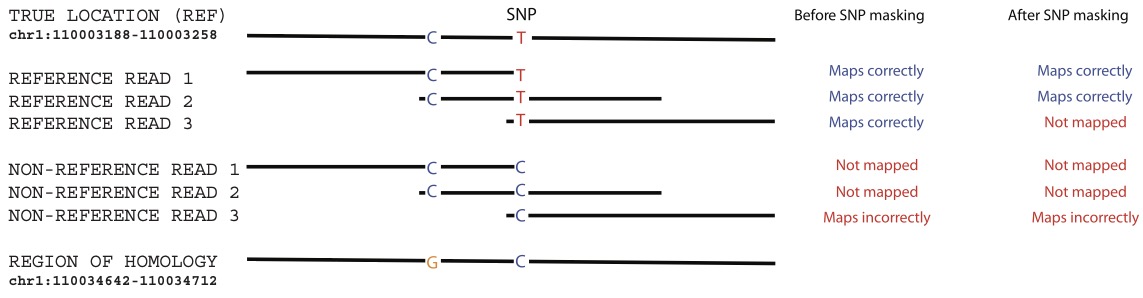 TRUE LOCATION (REF) SNP Before SNP masking After SNP masking
chr1:110003188-110003258 C T
REFERENCE READ 1 C T Maps correctly Maps correctly
REFERENCE READ 2 C T Maps correctly Maps correctly
REFERENCE READ 3 T Maps correctly Not mapped
NON-REFERENCE READ 1 C C Not mapped Not mapped
NON-REFERENCE READ 2 C C Not mapped Not mapped
NON-REFERENCE READ 3 C Maps incorrectly Maps incorrectly
REGION OF HOMOLOGY G C
chr1:110034642-110034712